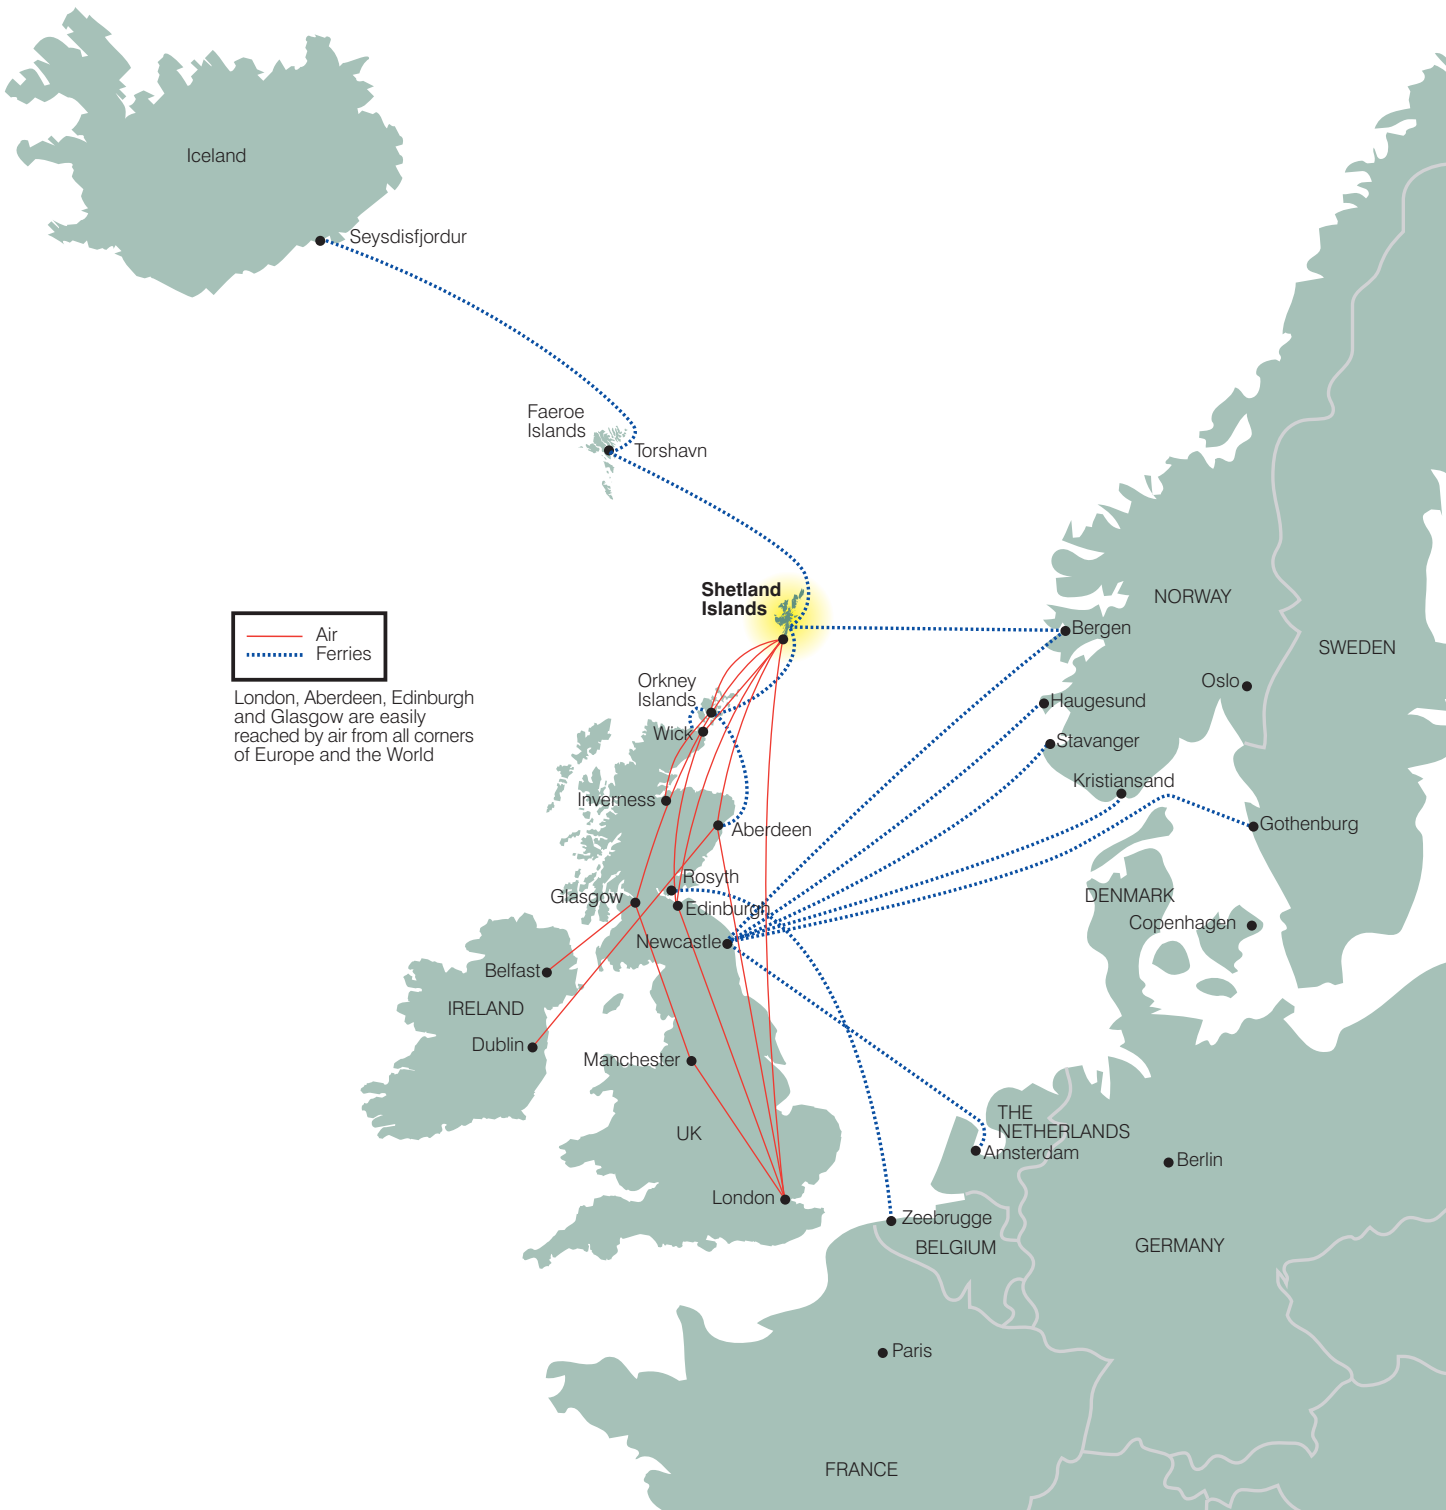 Iceland
Seysdisfjordur
Faeroe
Islands
Torshavn
Shetland
Islands
NORWAY
Bergen
SWEDEN
Air
Ferries
London, Aberdeen, Edinburgh
and Glasgow are easily
reached by air from all corners
of Europe and the World
Orkney
Islands
Oslo
Haugesund
Wick
Stavanger
Kristiansand
Inverness
Aberdeen
Gothenburg
Rosyth
Glasgow
Edinburgh
DENMARK
Copenhagen
Newcastle
Belfast
IRELAND
Dublin
Manchester
THE
NETHERLANDS
UK
Amsterdam
Berlin
London
Zeebrugge
BELGIUM
GERMANY
Paris
FRANCE